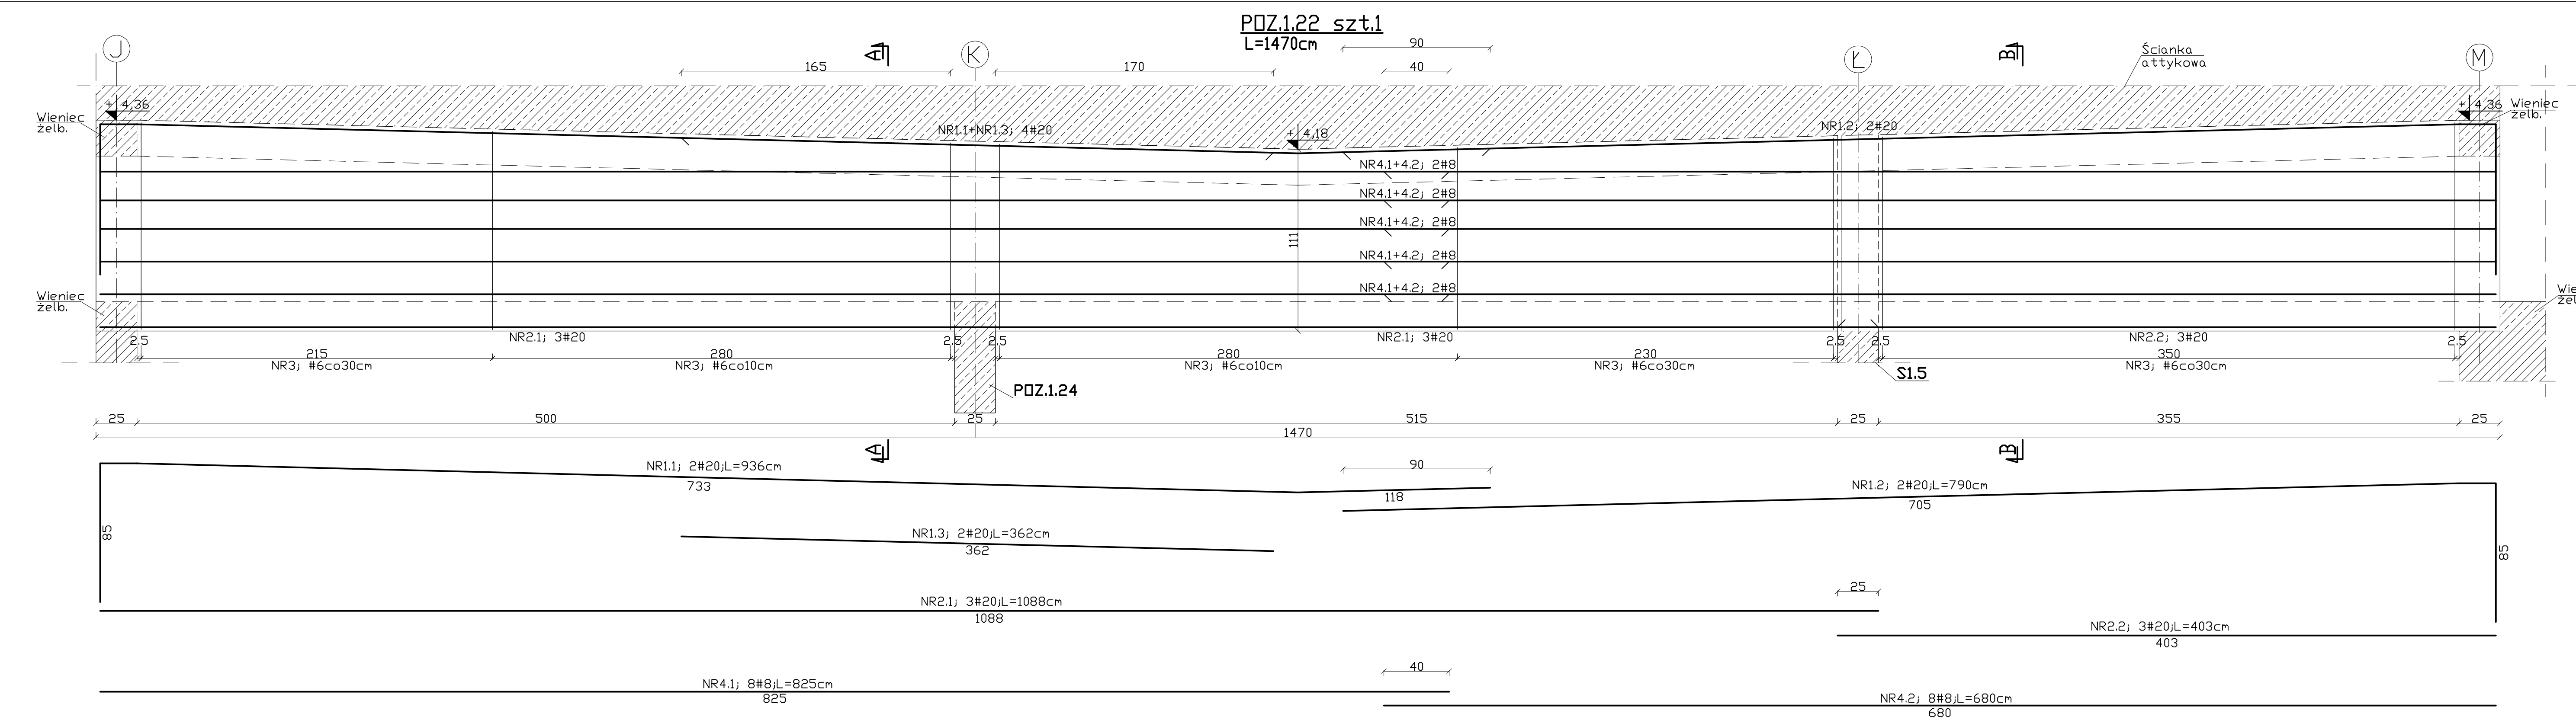 POZ.1.22 szt.1
L=1470cm
90
J
A
K
Ł
B
Ścianka
attykowa
M
165
170
40
+ 4,36
+ 4,36
Wieniec
żelb.
Wieniec
żelb.
NR1.1+NR1.3; 4#20
+ 4,18
NR1.2; 2#20
NR4.1+4.2; 2#8
NR4.1+4.2; 2#8
NR4.1+4.2; 2#8
111
NR4.1+4.2; 2#8
NR4.1+4.2; 2#8
Wieniec
żelb.
2.5
NR2.1; 3#20
2.5
2.5
NR2.1; 3#20
2.5
2.5
NR2.2; 3#20
2.5
215
280
280
230
350
NR3; #6co30cm
NR3; #6co10cm
NR3; #6co10cm
NR3; #6co30cm
NR3; #6co30cm
POZ.1.24
S1.5
25
500
25
515
25
355
25
1470
A
B
NR1.1; 2#20;L=936cm
733
90
118
NR1.2; 2#20;L=790cm
705
85
NR1.3; 2#20;L=362cm
362
85
25
NR2.1; 3#20;L=1088cm
1088
NR2.2; 3#20;L=403cm
403
40
NR4.1; 8#8;L=825cm
825
NR4.2; 8#8;L=680cm
680